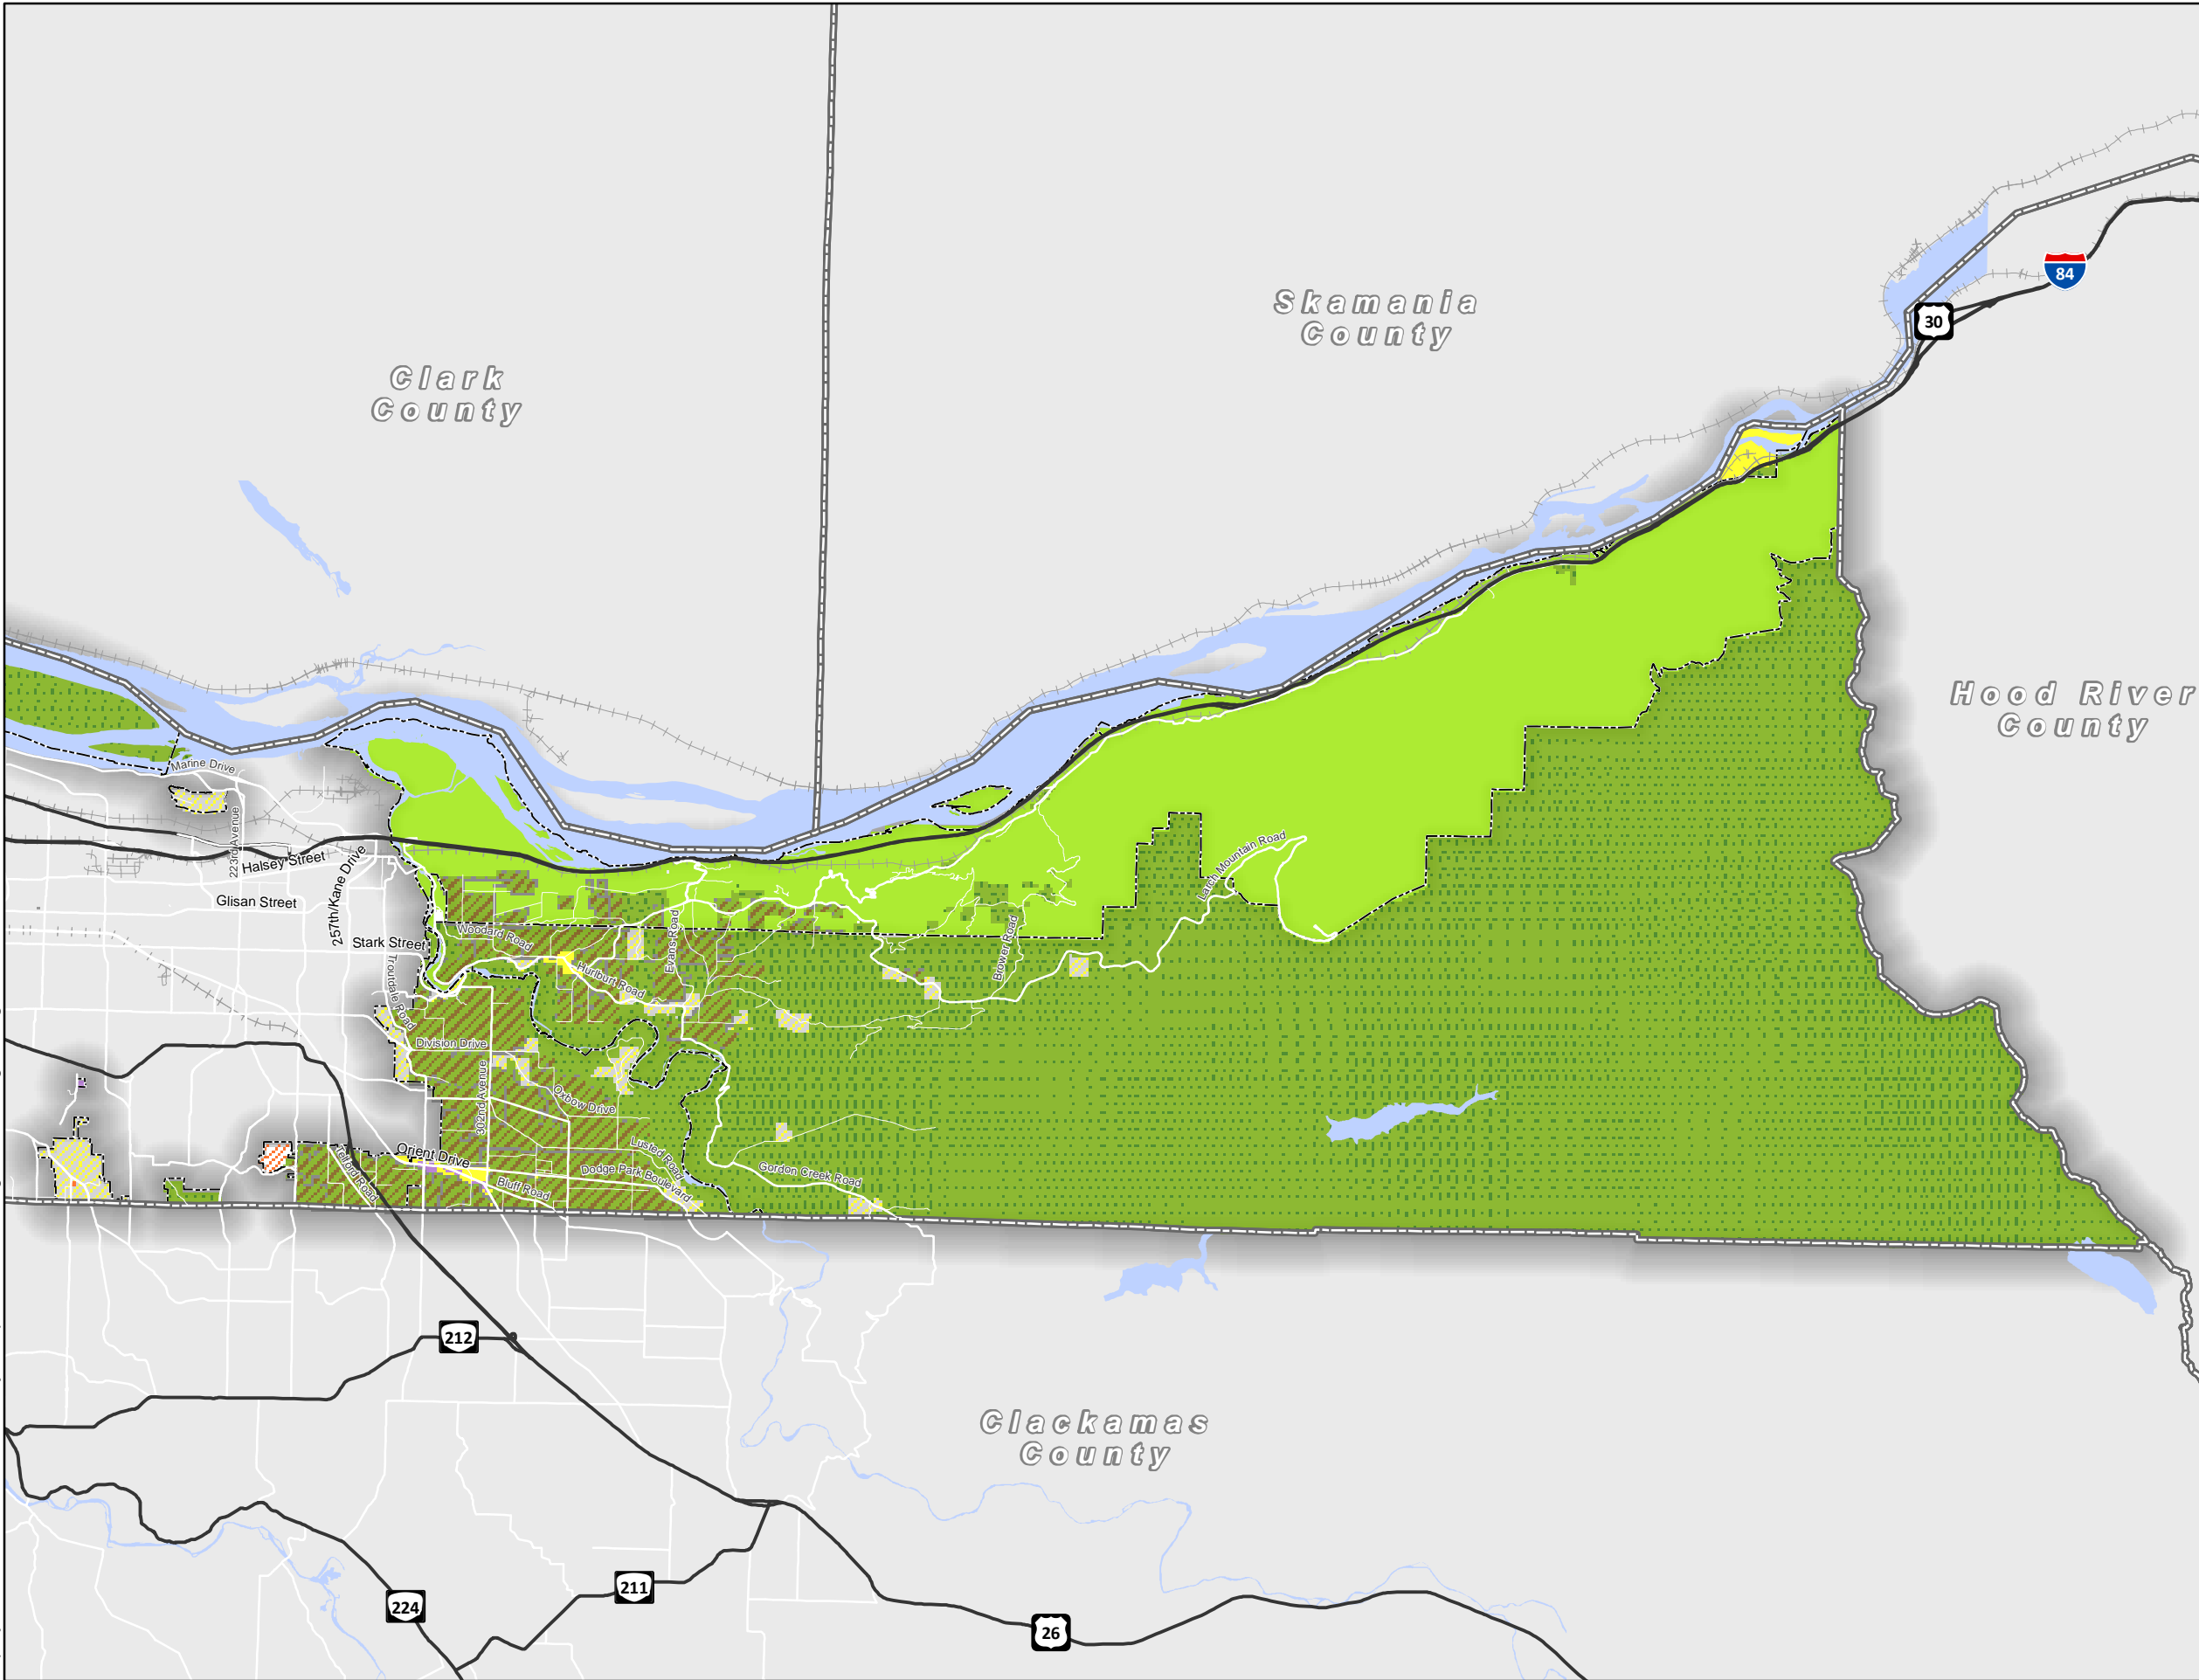 84
Skamania
County
30
Clark
County
Hood River
County
Marine Drive
223rd Avenue
Halsey Street
257th/Kane Drive
Larch Mountain Road
Glisan Street
Stark Street
Woodard Road
Evans Road
Brower Road
Hurlburt Road
Troutdale Road
Division Drive
302nd Avenue
Oxbow Drive
Orient Drive
Telford Road
Lusted Road
Dodge Park Boulevard
Gordon Creek Road
Bluff Road
212
Clackamas
County
211
224
26